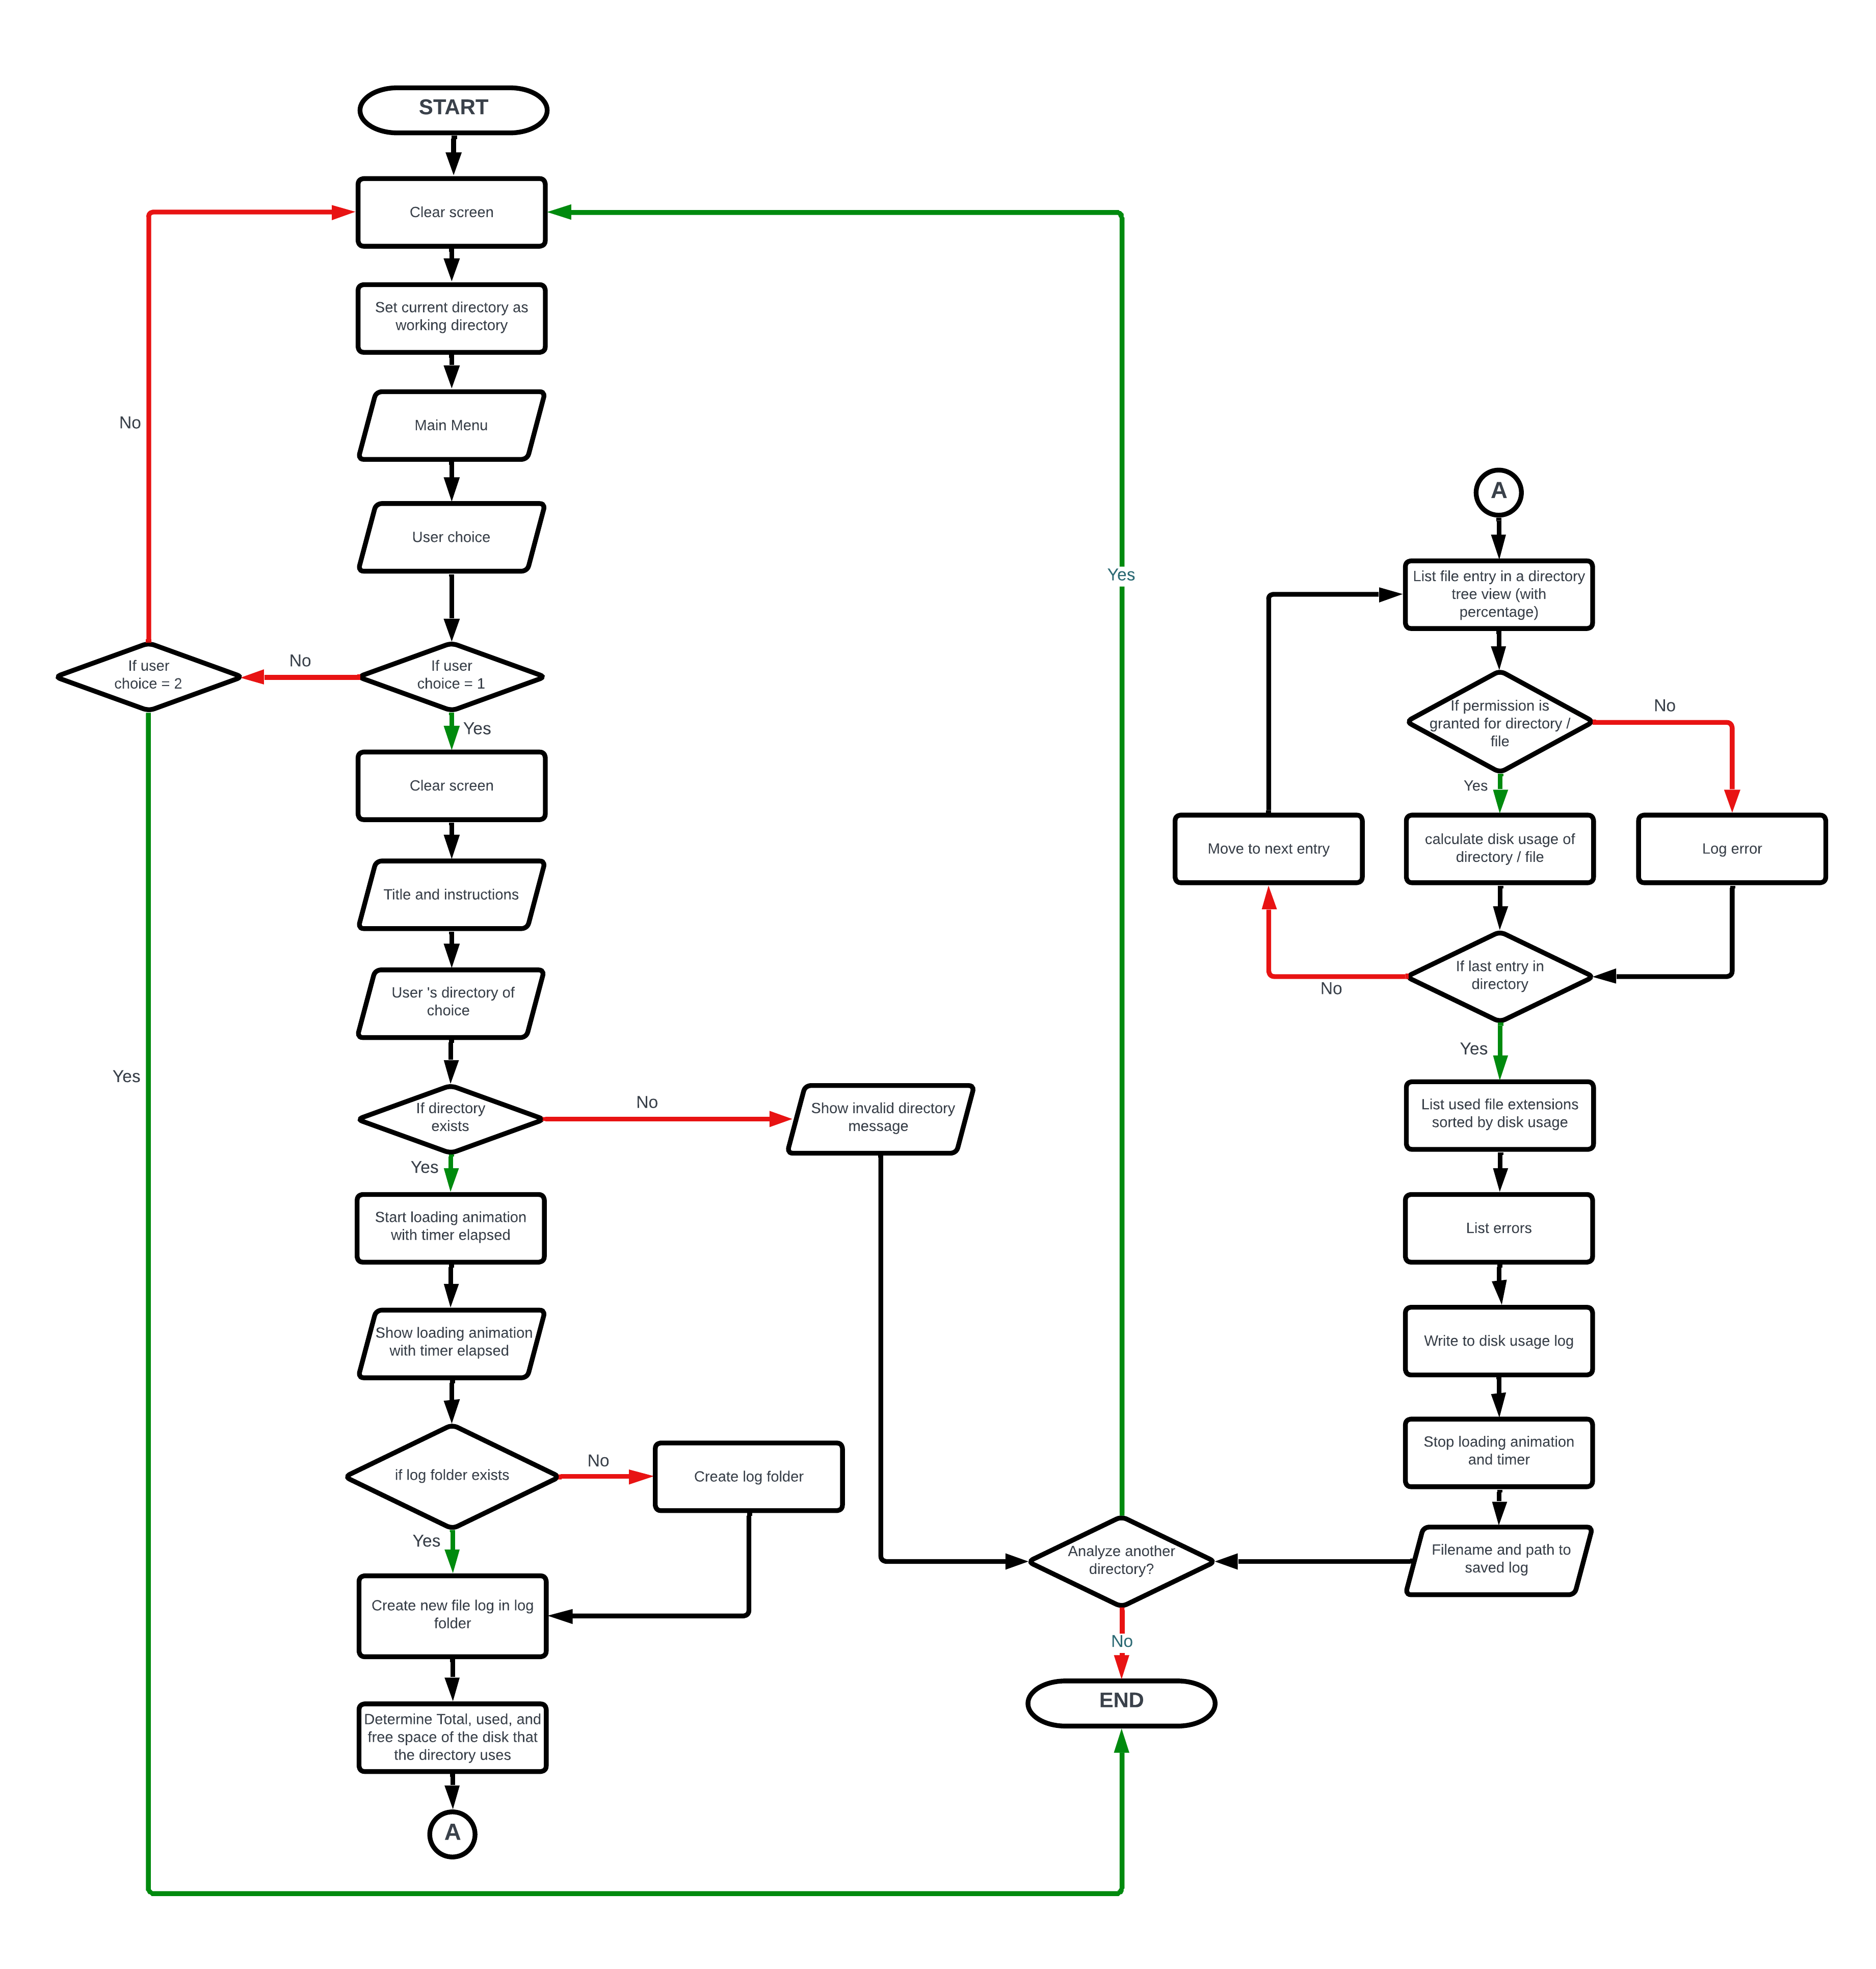 START
Clear screen
Set current directory as
working directory
Main Menu
User choice
No
If user
choice = 2
No
If user
choice = 1
Yes
Clear screen
Title and instructions
User 's directory of
choice
Yes
If directory
exists
No
Show invalid directory
message
Yes
Start loading animation
with timer elapsed
Show loading animation
with timer elapsed
if log folder exists
No
Create log folder
Yes
Create new file log in log
folder
Determine Total, used, and
free space of the disk that
the directory uses
A
Yes
Analyze another
directory?
No
END
A
List file entry in a directory
tree view (with
percentage)
If permission is
granted for directory /
file
No
Yes
Move to next entry
calculate disk usage of
directory / file
Log error
If last entry in
directory
No
Yes
List used file extensions
sorted by disk usage
List errors
Write to disk usage log
Stop loading animation
and timer
Filename and path to
saved log